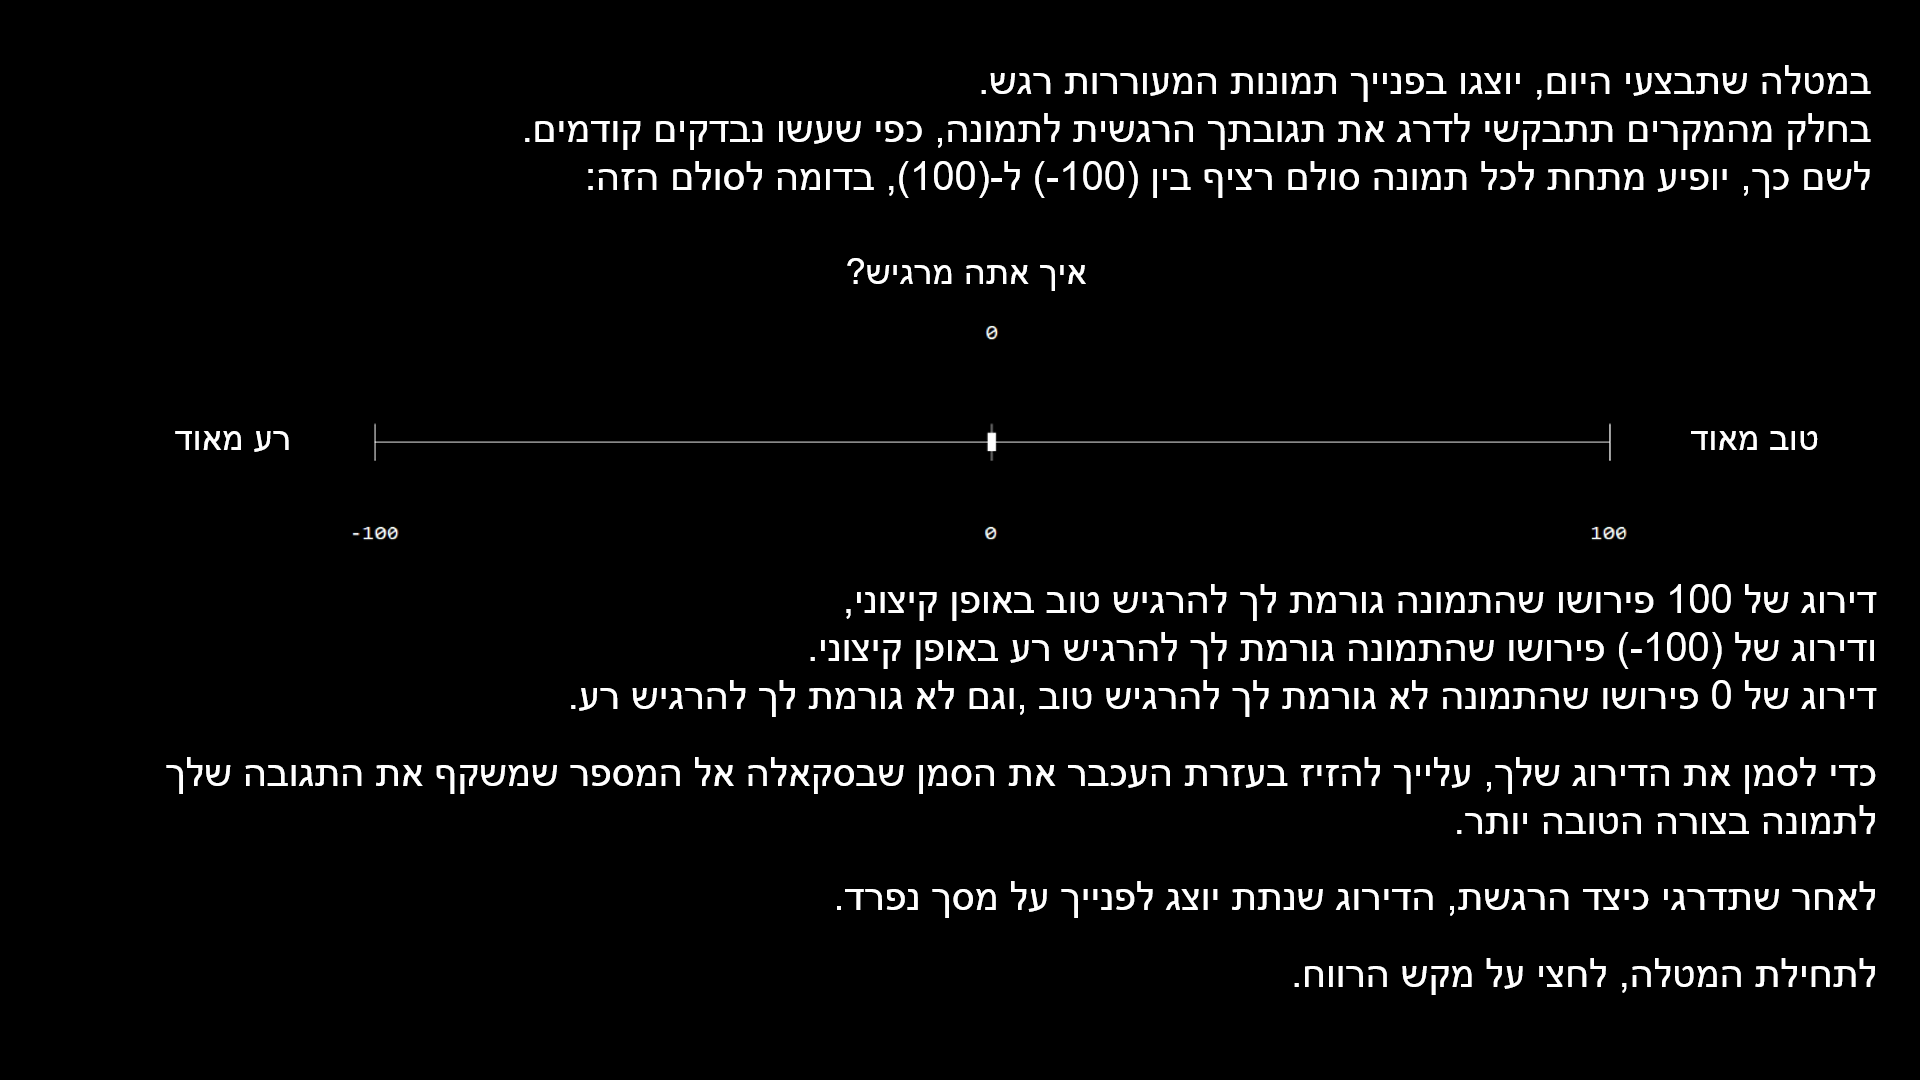 במטלה שתבצעי היום, יוצגו בפנייך תמונות המעוררות רגש.
בחלק מהמקרים תתבקשי לדרג את תגובתך הרגשית לתמונה, כפי שעשו נבדקים קודמים.
לשם כך, יופיע מתחת לכל תמונה סולם רציף בין (100-) ל-(100), בדומה לסולם הזה:
איך אתה מרגיש?
0
טוב מאוד
רע מאוד
-100 0 100
דירוג של 100 פירושו שהתמונה גורמת לך להרגיש טוב באופן קיצוני,
ודירוג של (100-) פירושו שהתמונה גורמת לך להרגיש רע באופן קיצוני.
דירוג של 0 פירושו שהתמונה לא גורמת לך להרגיש טוב ,וגם לא גורמת לך להרגיש רע.
כדי לסמן את הדירוג שלך, עלייך להזיז בעזרת העכבר את הסמן שבסקאלה אל המספר שמשקף את התגובה שלך
לתמונה בצורה הטובה יותר.
לאחר שתדרגי כיצד הרגשת, הדירוג שנתת יוצג לפנייך על מסך נפרד.
לתחילת המטלה, לחצי על מקש הרווח.